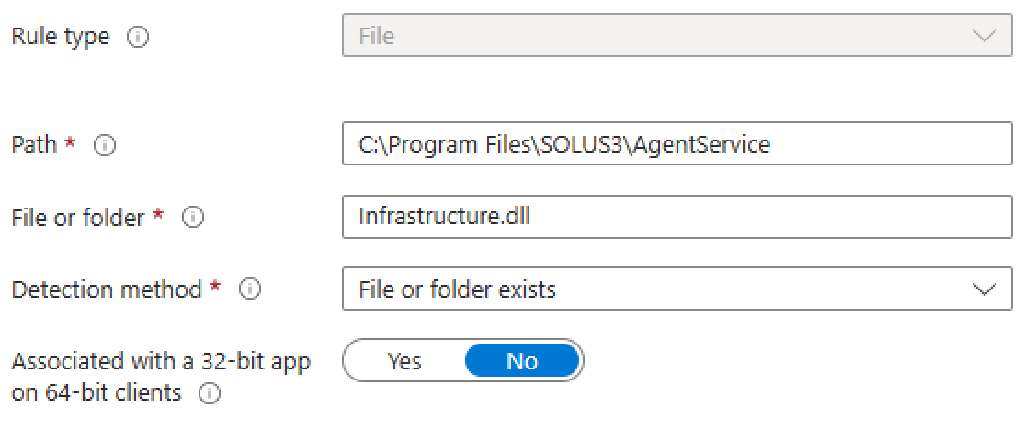 Rule type
File
Path *
C:\Program Files\SOLUS3\AgentService
File or folder *
Infrastructure.dll
Detection method *
File or folder exists
Associated with a 32-bit app
on 64-bit clients
Yes No